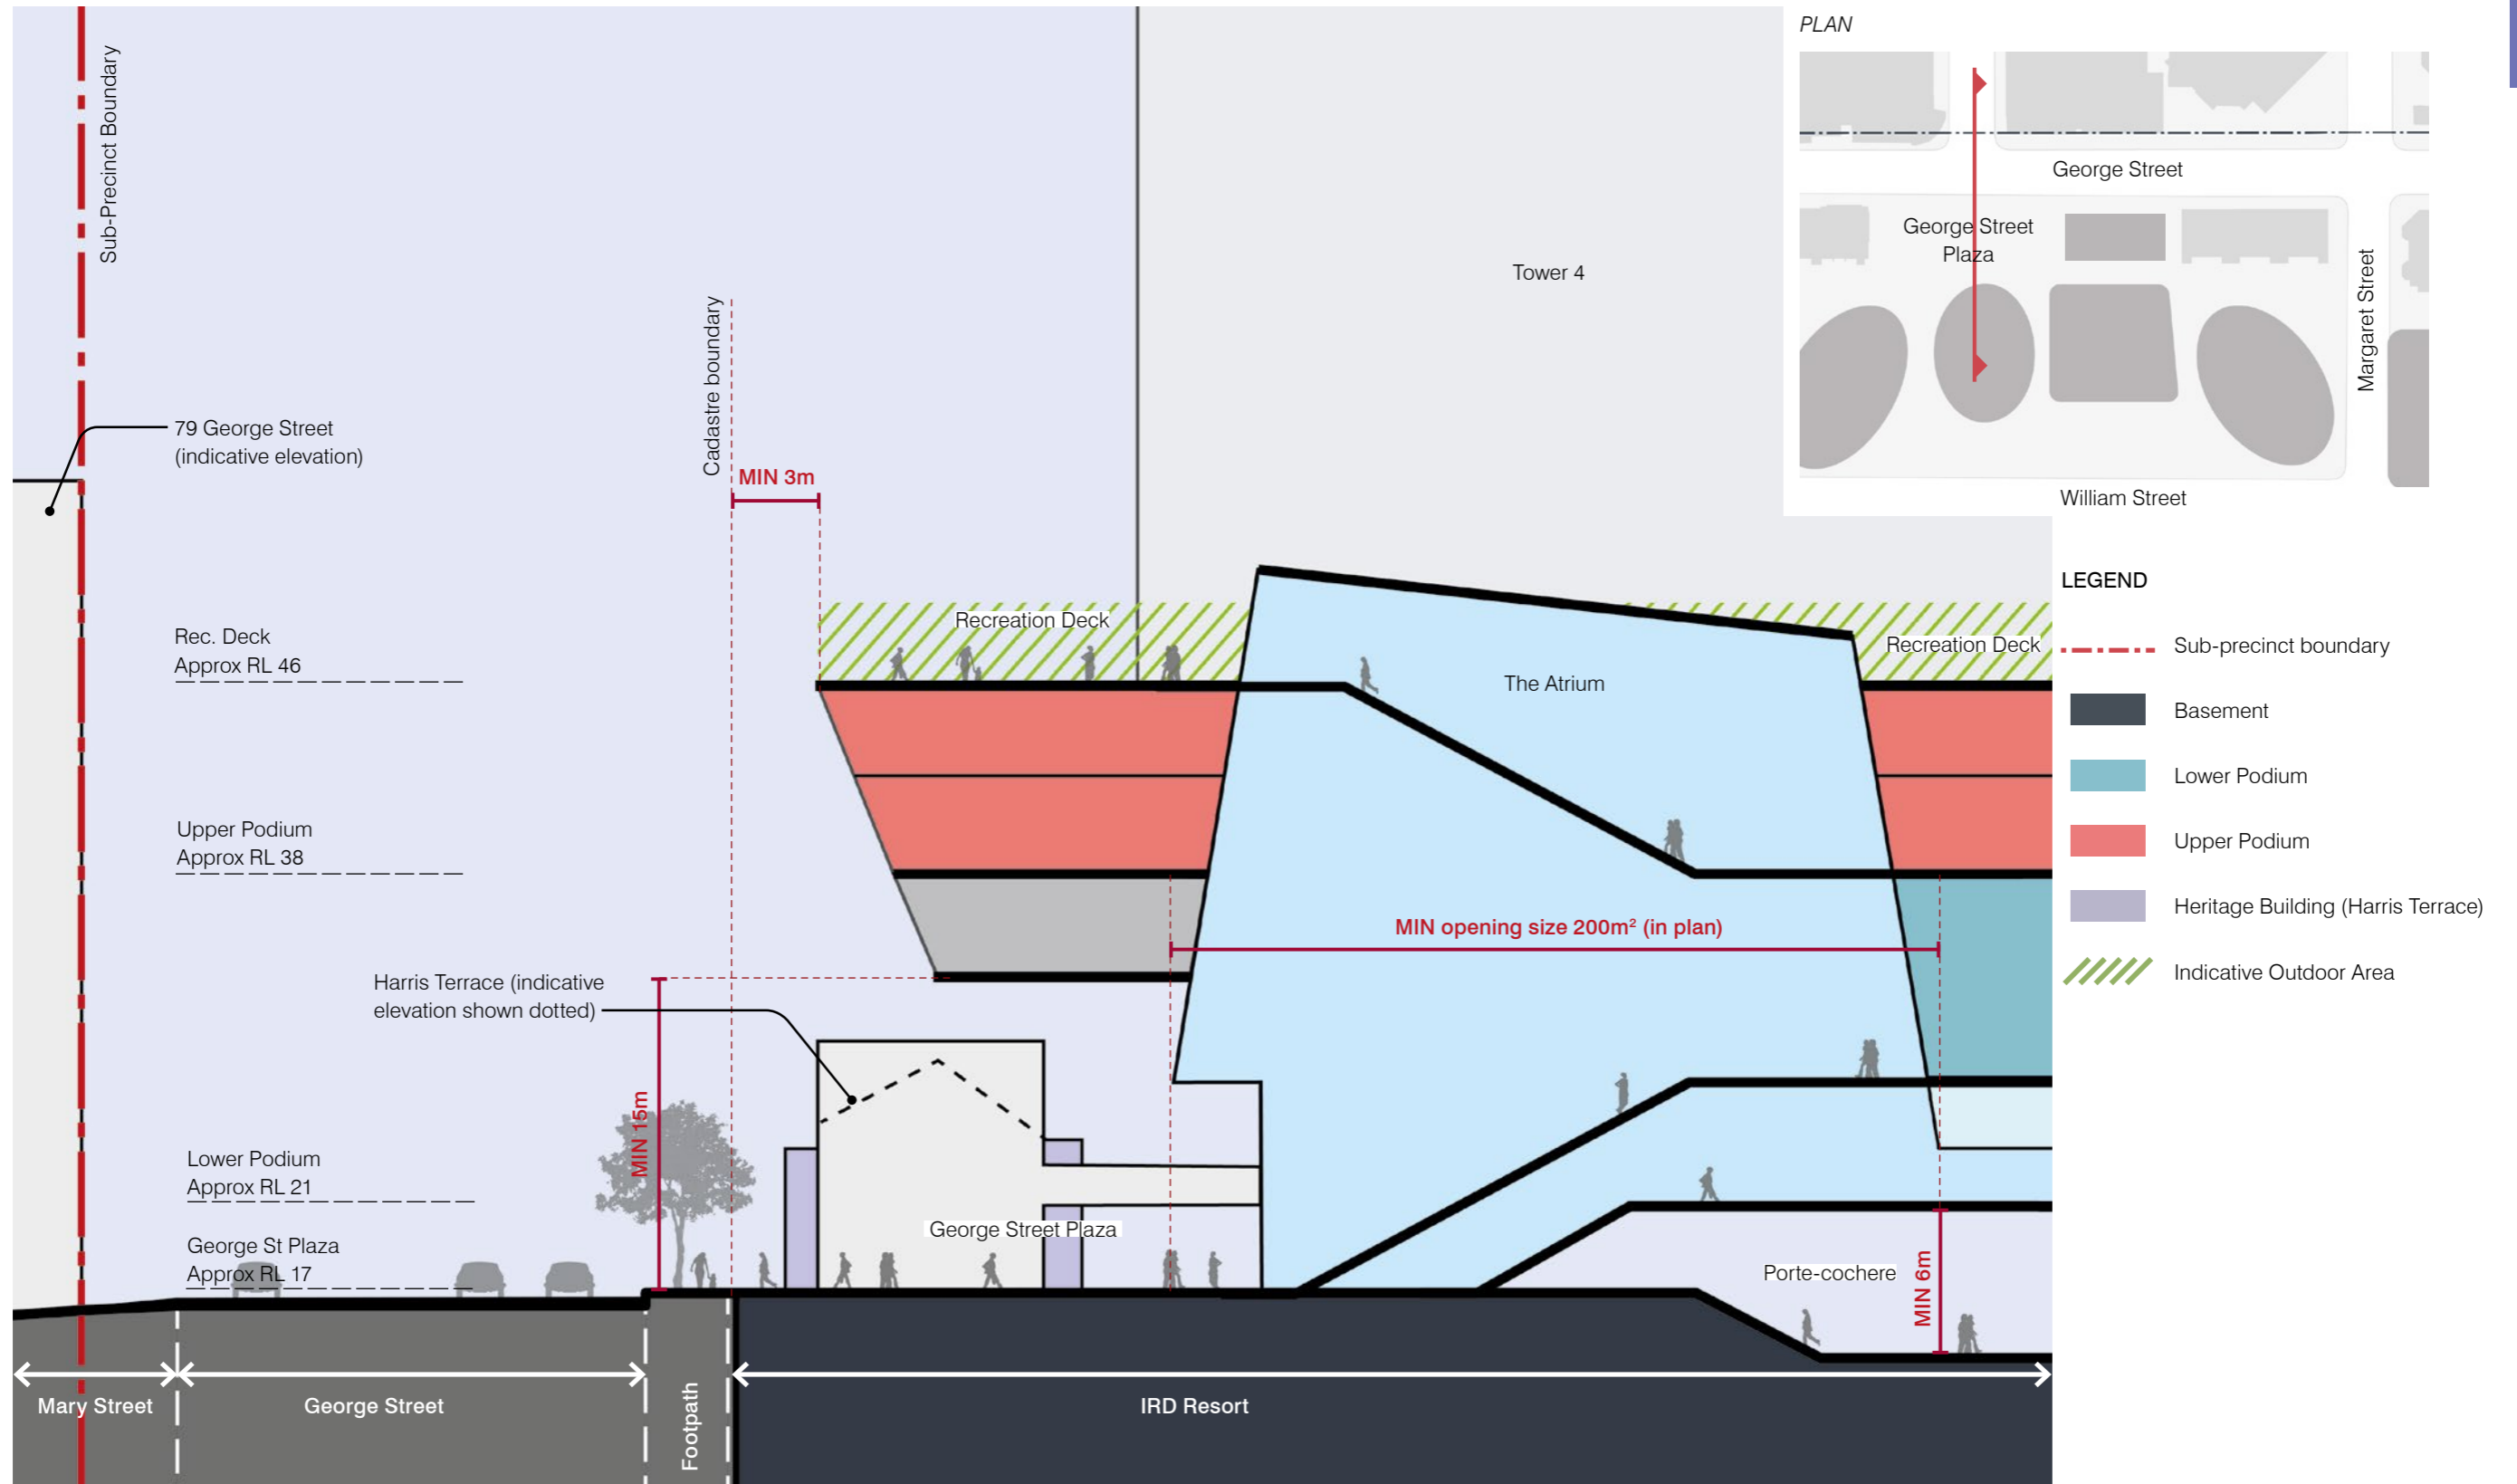 PLAN
George Street
George Street
Plaza
Margaret Street
William Street
Sub-Precinct Boundary
Tower 4
Cadastre boundary
79 George Street
(indicative elevation)
MIN 3m
LEGEND
Sub-precinct boundary
Basement
Lower Podium
Upper Podium
Heritage Building (Harris Terrace)
Indicative Outdoor Area
Recreation Deck
Recreation Deck
Rec. Deck
Approx RL 46
The Atrium
Upper Podium
Approx RL 38
MIN opening size 200m² (in plan)
Harris Terrace (indicative
elevation shown dotted)
MIN 15m
Lower Podium
Approx RL 21
George Street Plaza
George St Plaza
Approx RL 17
Porte-cochere
MIN 6m
Mary Street
George Street
Footpath
IRD Resort